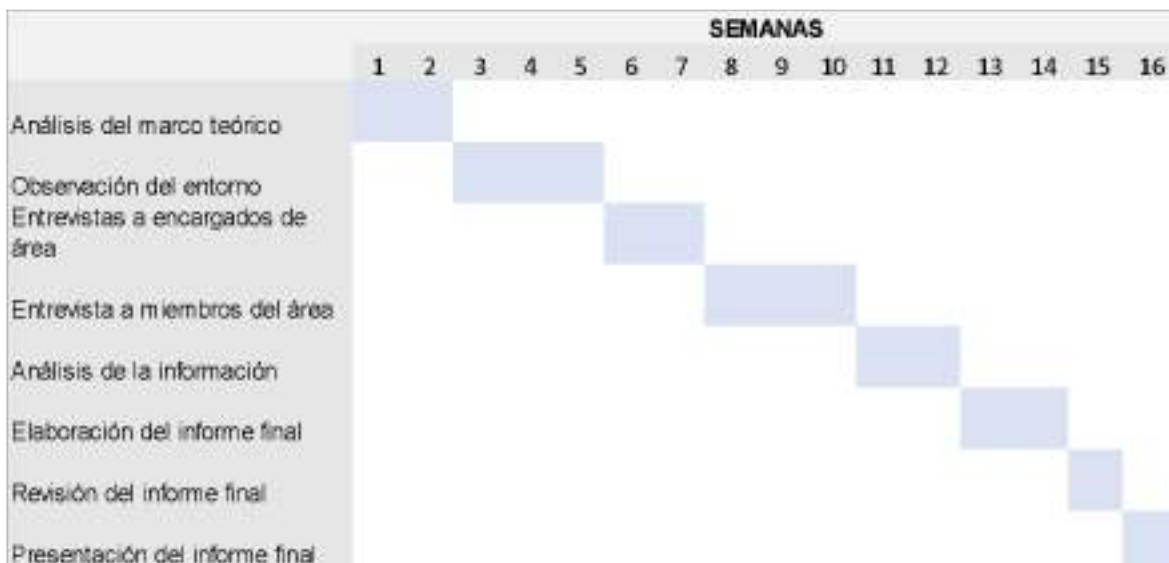 SEMANAS
1 2 3 4 5 6 7 8 9 10 11 12 13 14 15 16
Análisis del marco teórico
Observación del entorno
Entrevistas a encargados de
área
Entrevista a miembros del área
Análisis de la información
Elaboración del informe final
Revisión del informe final
Presentación del informe final